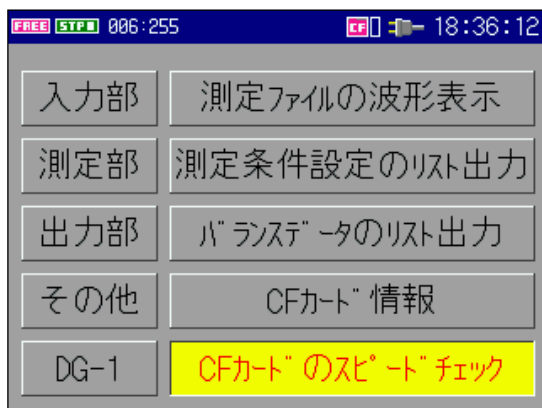 FREE STP 006:255 CF 18:36:12
入力部 測定ファイルの波形表示
測定部 測定条件設定のリスト出力
出力部 バランスデータのリスト出力
その他 CFカード情報
DG-1 CFカードのスピードチェック